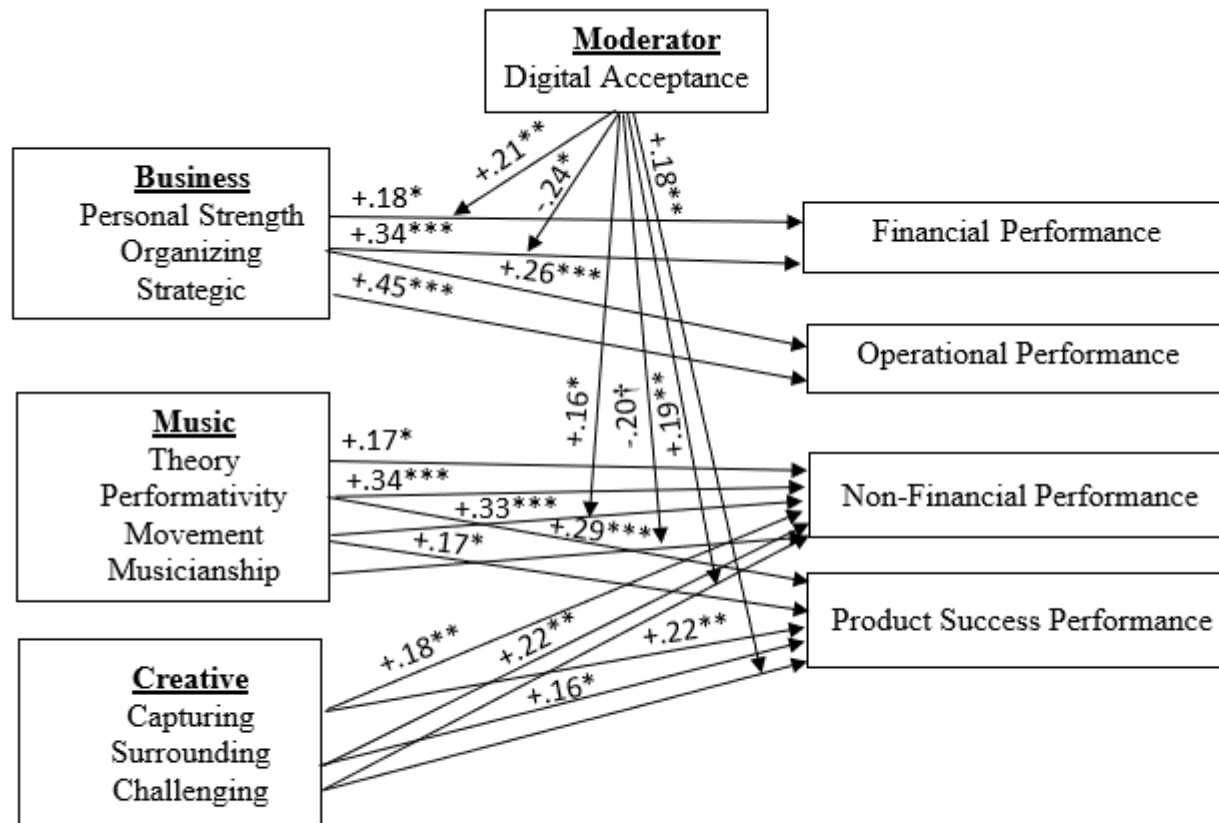 Moderator
Digital Acceptance
+.21**
-.24*
+.18**
Business
Personal Strength
Organizing
Strategic
+.18*
+.34***
+.26***
+.45***
Financial Performance
Operational Performance
+.16*
-.20†
+.19**
Music
Theory
Performativity
Movement
Musicianship
+.17*
+.34***
+.33***
+.29***
+.17*
Non-Financial Performance
Product Success Performance
Creative
Capturing
Surrounding
Challenging
+.18**
+.22**
+.22**
+.16*